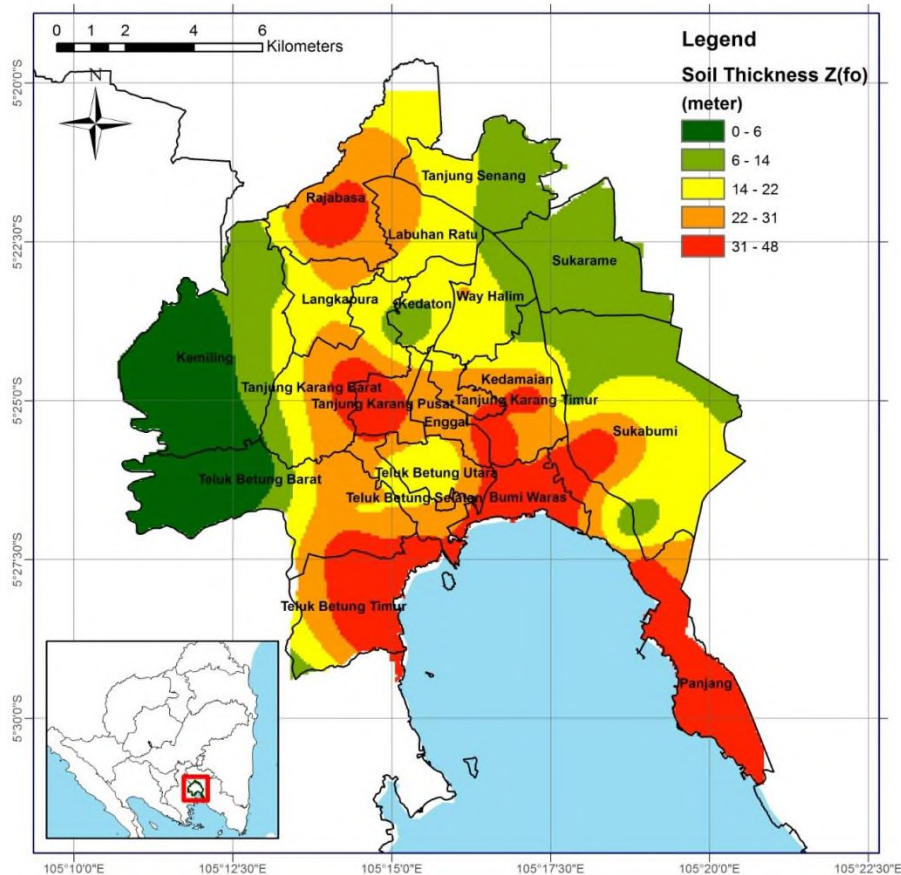 0 1 2 4 6
Kilometers
N
Legend
Soil Thickness Z(fo)
(meter)
0 - 6
6 - 14
14 - 22
22 - 31
31 - 48
5°20'0"S
5°22'30"S
5°25'0"S
5°27'30"S
5°30'0"S
Tanjung Senang
Rajabasa
Labuhan Ratu
Sukarame
Langkapura
Kedaton
Way Halim
Kemiling
Tanjung Karang Barat
Kedamaian
Tanjung Karang Pusat
Tanjung Karang Timur
Enggal
Sukabumi
Teluk Betung Barat
Teluk Betung Utara
Teluk Betung Selatan
Bumi Waras
Teluk Betung Timur
Panjang
105°10'0"E
105°12'30"E
105°15'0"E
105°17'30"E
105°20'0"E
105°22'30"E